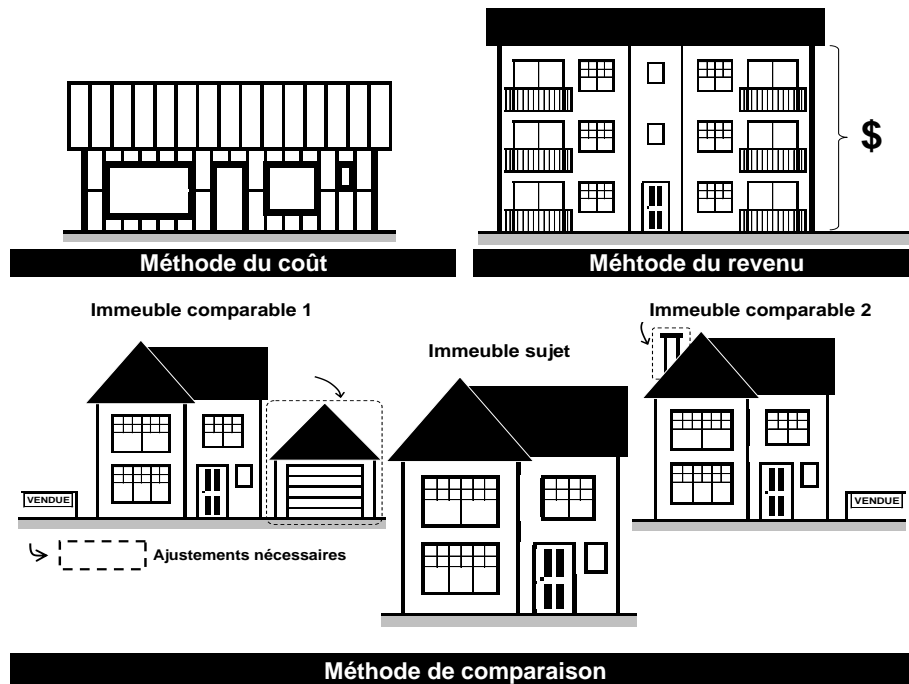 $
Méthode du coût
Méhtode du revenu
Immeuble comparable 1
Immeuble comparable 2
Immeuble sujet
VENDUE
VENDUE
Ajustements nécessaires
Méthode de comparaison